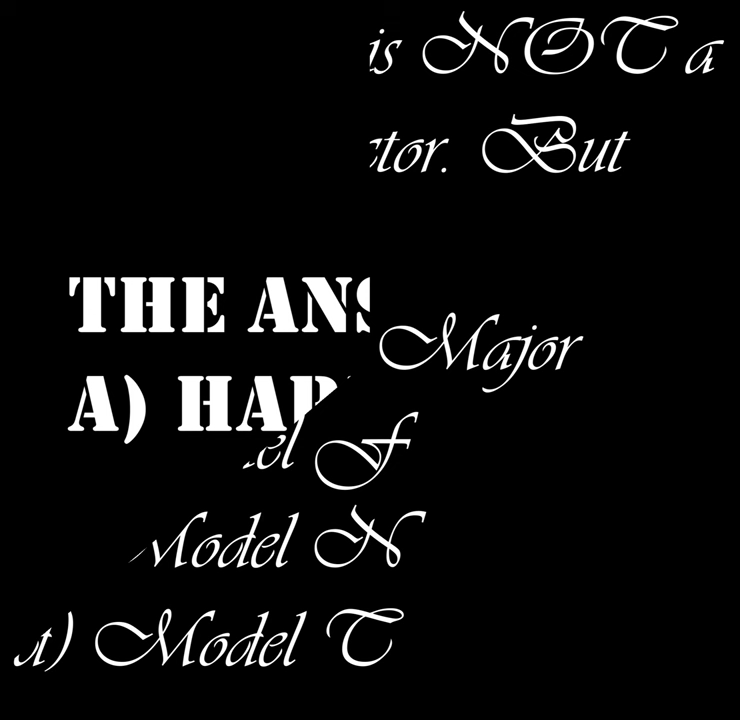 is NOT a
tor. But
THE ANS
Major
A) HAR
el F
Model N
t) Model T